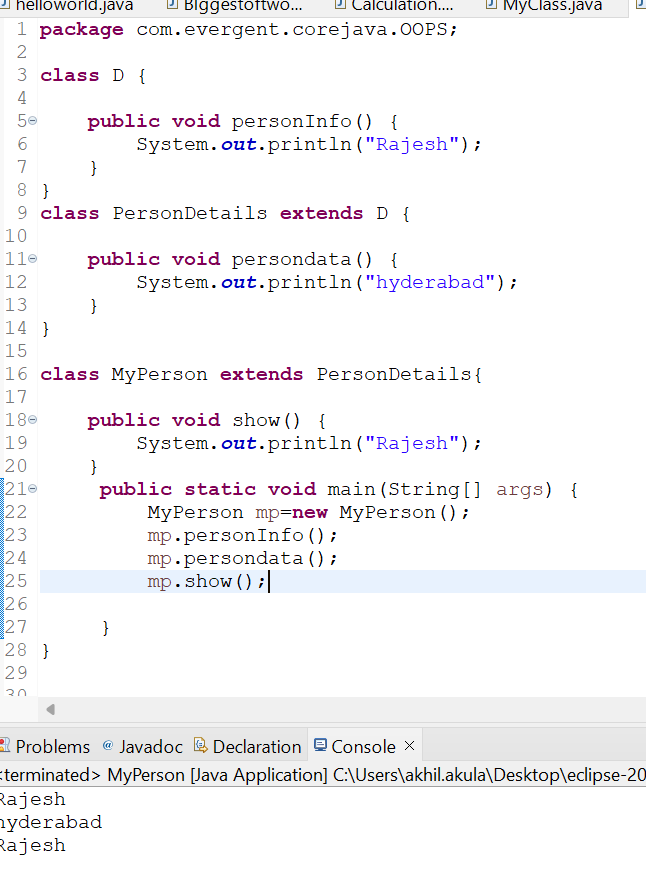 helloworld.java BIggestoftwo... Calculation.... MyClass.java
1 package com.evergent.corejava.OOPS;
2
3 class D {
4
5 public void personInfo() {
6 System.out.println("Rajesh");
7 }
8 }
9 class PersonDetails extends D {
10
11 public void persondata() {
12 System.out.println("hyderabad");
13 }
14 }
15
16 class MyPerson extends PersonDetails{
17
18 public void show() {
19 System.out.println("Rajesh");
20 }
21 public static void main(String[] args) {
22 MyPerson mp=new MyPerson();
23 mp.personInfo();
24 mp.persondata();
25 mp.show();
26
27 }
28 }
29
30
Problems @ Javadoc Declaration Console ×
<terminated> MyPerson [Java Application] C:\Users\akhil.akula\Desktop\eclipse-20
Rajesh
hyderabad
Rajesh